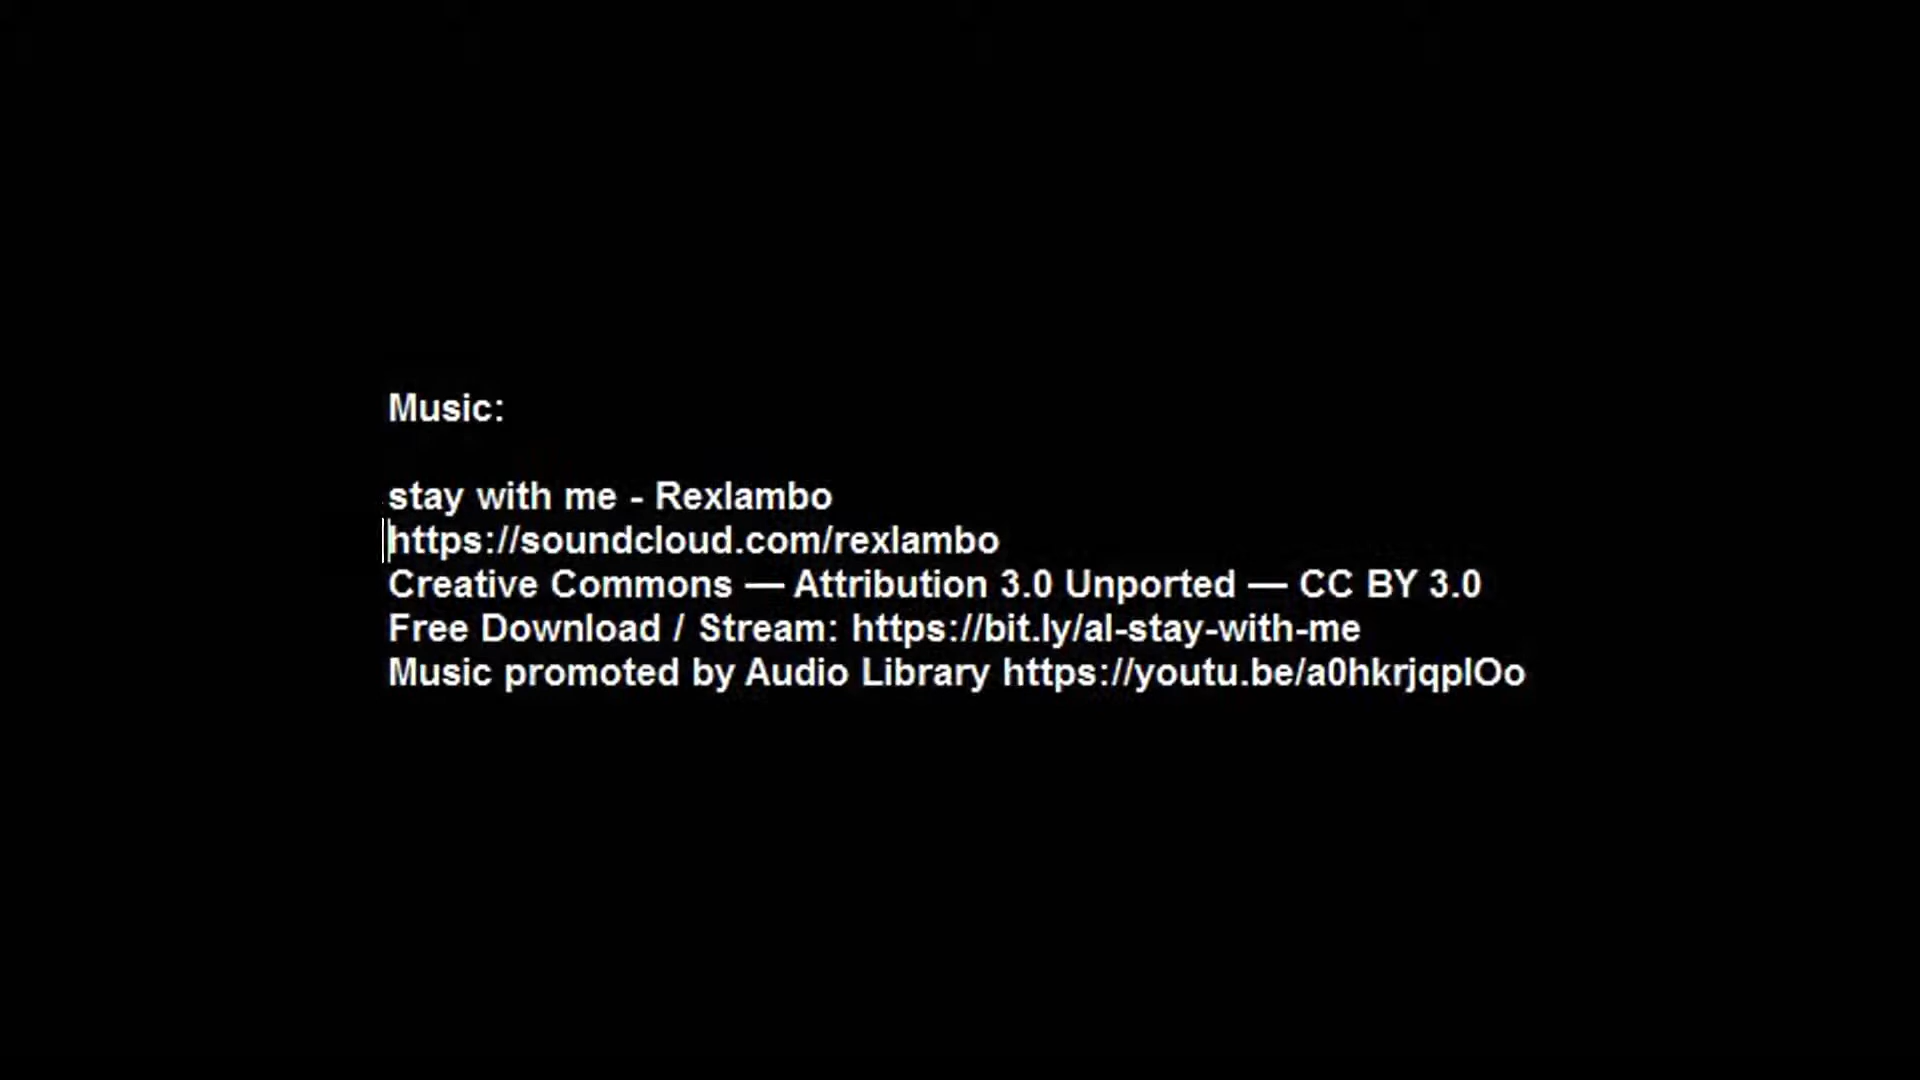 Music:
stay with me - Rexlambo
https://soundcloud.com/rexlambo
Creative Commons — Attribution 3.0 Unported — CC BY 3.0
Free Download / Stream: https://bit.ly/al-stay-with-me
Music promoted by Audio Library https://youtu.be/a0hkrjqplOo